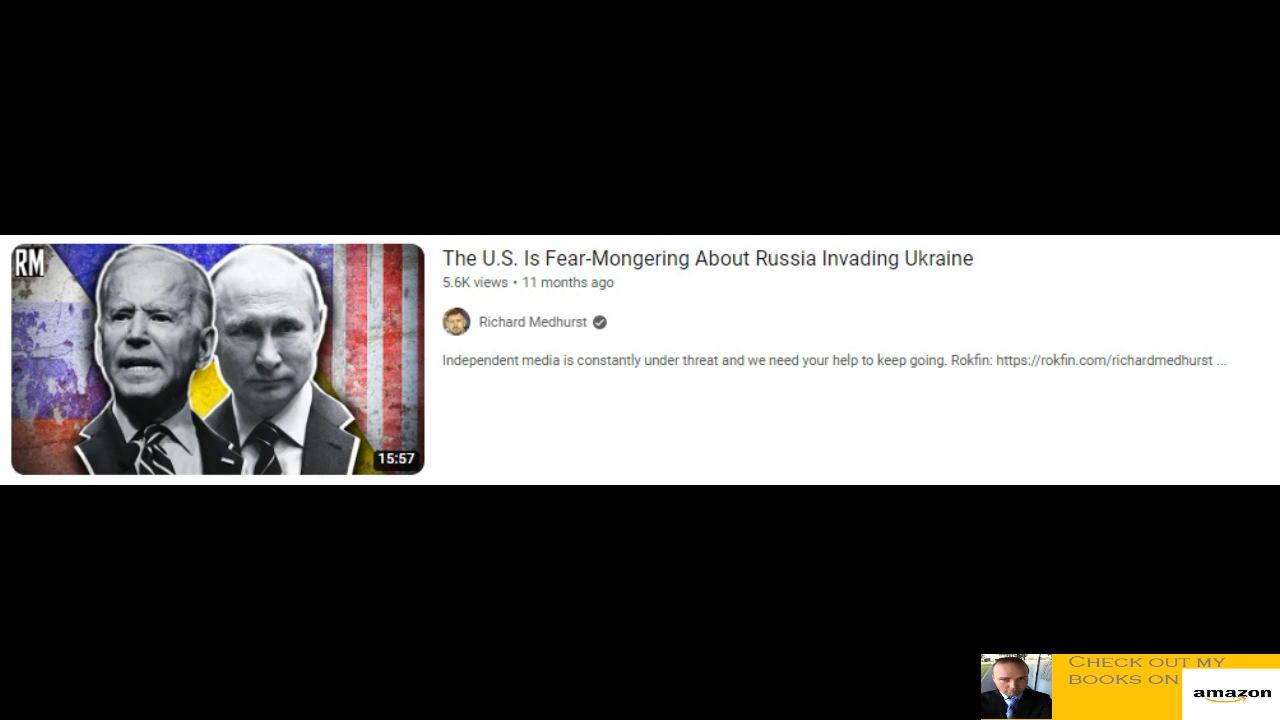 RM
15:57
The U.S. Is Fear-Mongering About Russia Invading Ukraine
5.6K views • 11 months ago
Richard Medhurst
Independent media is constantly under threat and we need your help to keep going. Rokfin: https://rokfin.com/richardmedhurst ...
CHECK OUT MY
BOOKS ON
amazon